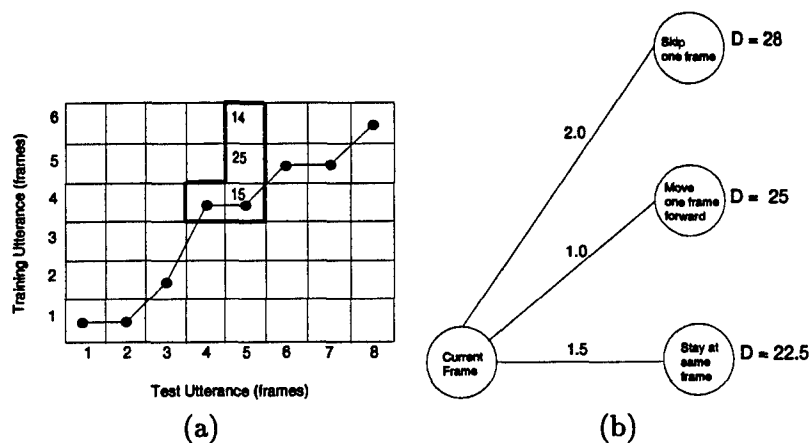 Training Utterance (frames)
6
5
4
3
2
1
14
25
15
1 2 3 4 5 6 7 8
Test Utterance (frames)
(a)
Skip
one frame
D = 28
2.0
Move
one frame
forward
D = 25
1.0
Current
Frame
1.5
Stay at
same
frame
D = 22.5
(b)